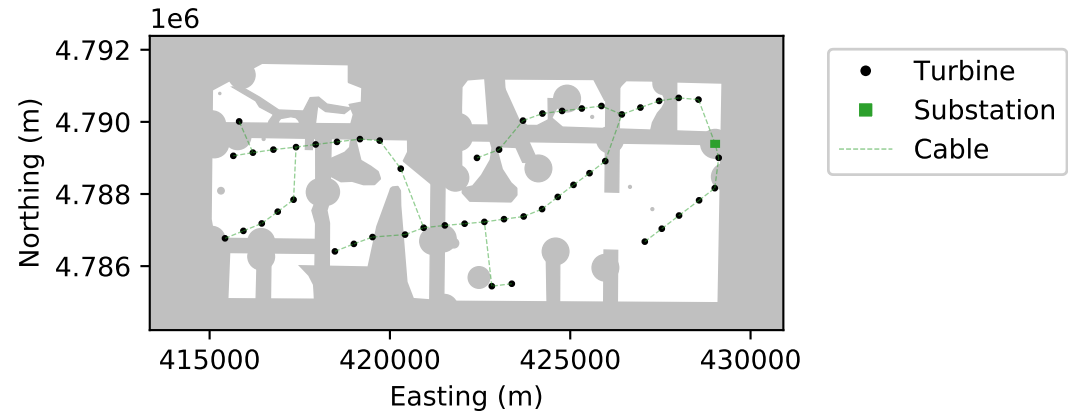 1e6
4.792
4.790
4.788
4.786
Northing (m)
415000 420000 425000 430000
Easting (m)
Turbine
Substation
Cable